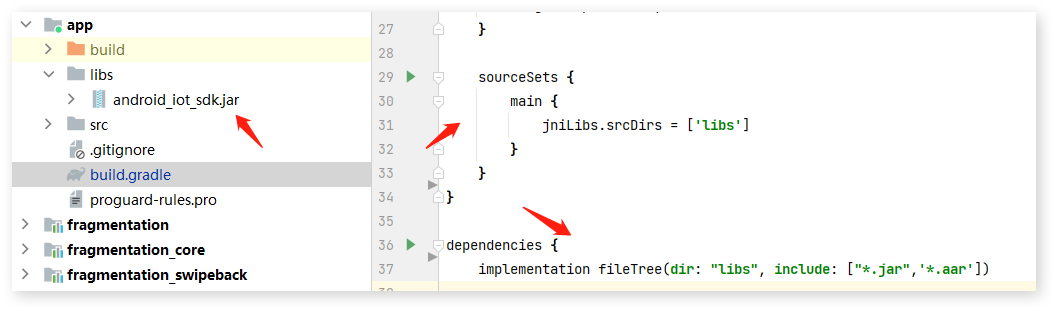 app
build
libs
android_iot_sdk.jar
src
.gitignore
build.gradle
proguard-rules.pro
fragmentation
fragmentation_core
fragmentation_swipeback
27 }
28
29 sourceSets {
30 main {
31 jniLibs.srcDirs = ['libs']
32 }
33 }
34 }
35
36 dependencies {
37 implementation fileTree(dir: "libs", include: ["*.jar",'*.aar'])